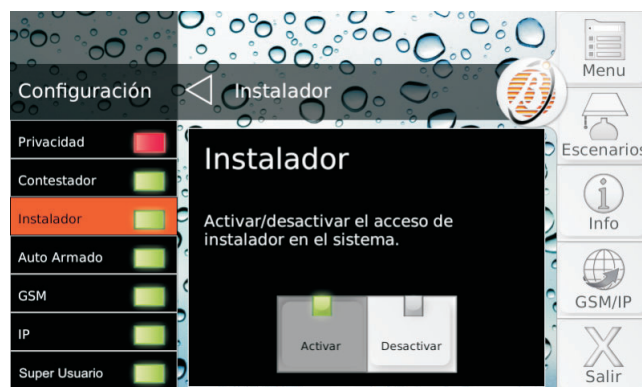 Configuración
Instalador
Privacidad
Contestador
Instalador
Auto Armado
GSM
IP
Super Usuario
Instalador
Activar/desactivar el acceso de
instalador en el sistema.
Activar
Desactivar
Menu
Escenarios
Info
GSM/IP
Salir